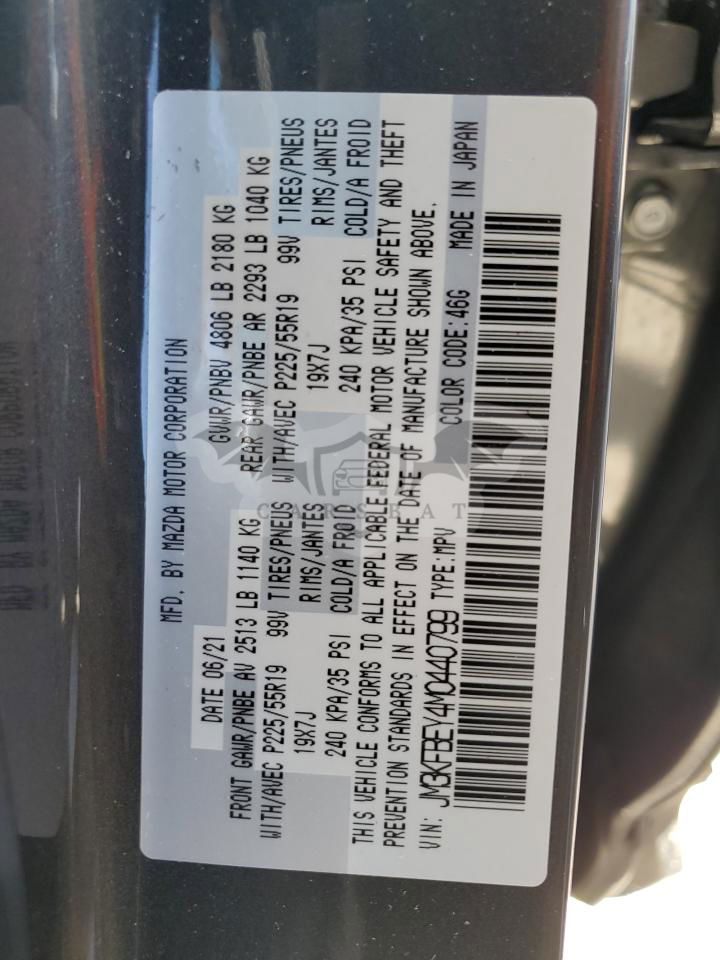 MFD. BY MAZDA MOTOR CORPORATION
DATE 06/21 GVWR/PNBV 4806 LB 2180 KG
FRONT GAWR/PNBE AV 2513 LB 1140 KG REAR GAWR/PNBE AR 2293 LB 1040 KG
WITH/AVEC P225/55R19 99V TIRES/PNEUS WITH/AVEC P225/55R19 99V TIRES/PNEUS
19X7J RIMS/JANTES 19X7J RIMS/JANTES
240 KPA/35 PSI COLD/A FROID 240 KPA/35 PSI COLD/A FROID
THIS VEHICLE CONFORMS TO ALL APPLICABLE FEDERAL MOTOR VEHICLE SAFETY AND THEFT
PREVENTION STANDARDS IN EFFECT ON THE DATE OF MANUFACTURE SHOWN ABOVE.
VIN: JM3KFBEY4M0440799 TYPE:MPV COLOR CODE:46G MADE IN JAPAN
CARSBAT